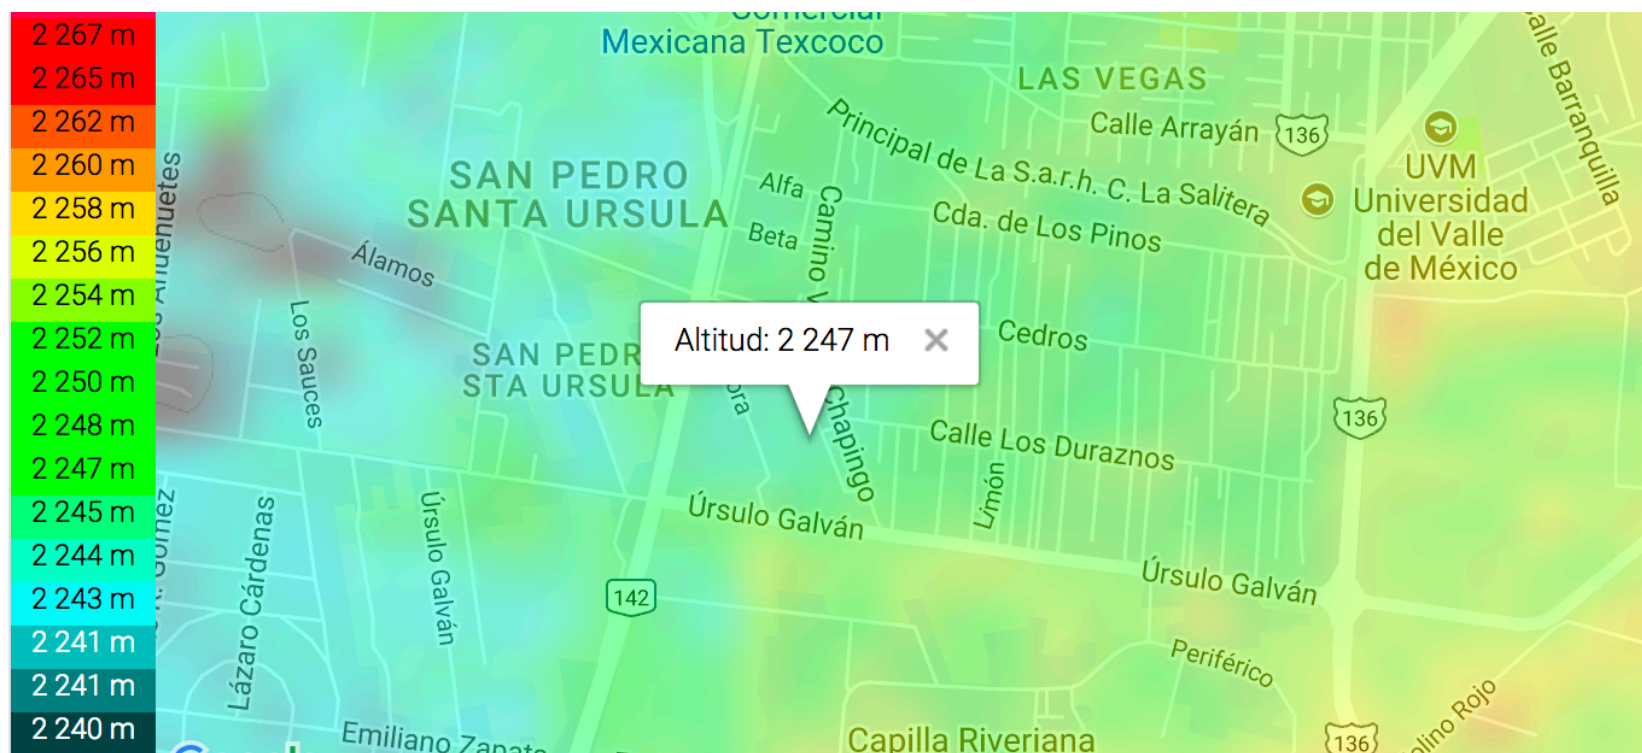 2 267 m
2 265 m
2 262 m
2 260 m
2 258 m
2 256 m
2 254 m
2 252 m
2 250 m
2 248 m
2 247 m
2 245 m
2 244 m
2 243 m
2 241 m
2 241 m
2 240 m
Comercial
Mexicana Texcoco
LAS VEGAS
Calle Barranquilla
Principal de La S.a.r.h. C. La Salitera
Calle Arrayán
136
UVM
Universidad
del Valle
de México
SAN PEDRO
SANTA URSULA
Alfa
Beta
Camino V
Cda. de Los Pinos
Álamos
Los Sauces
Altitud: 2 247 m
Cedros
SAN PEDR
STA URSULA
Chapingo
136
Calle Los Duraznos
Limón
Úrsulo Galván
Úrsulo Galván
Lázaro Cárdenas
Úrsulo Galván
142
Periférico
Emiliano Zapata
Capilla Riveriana
136